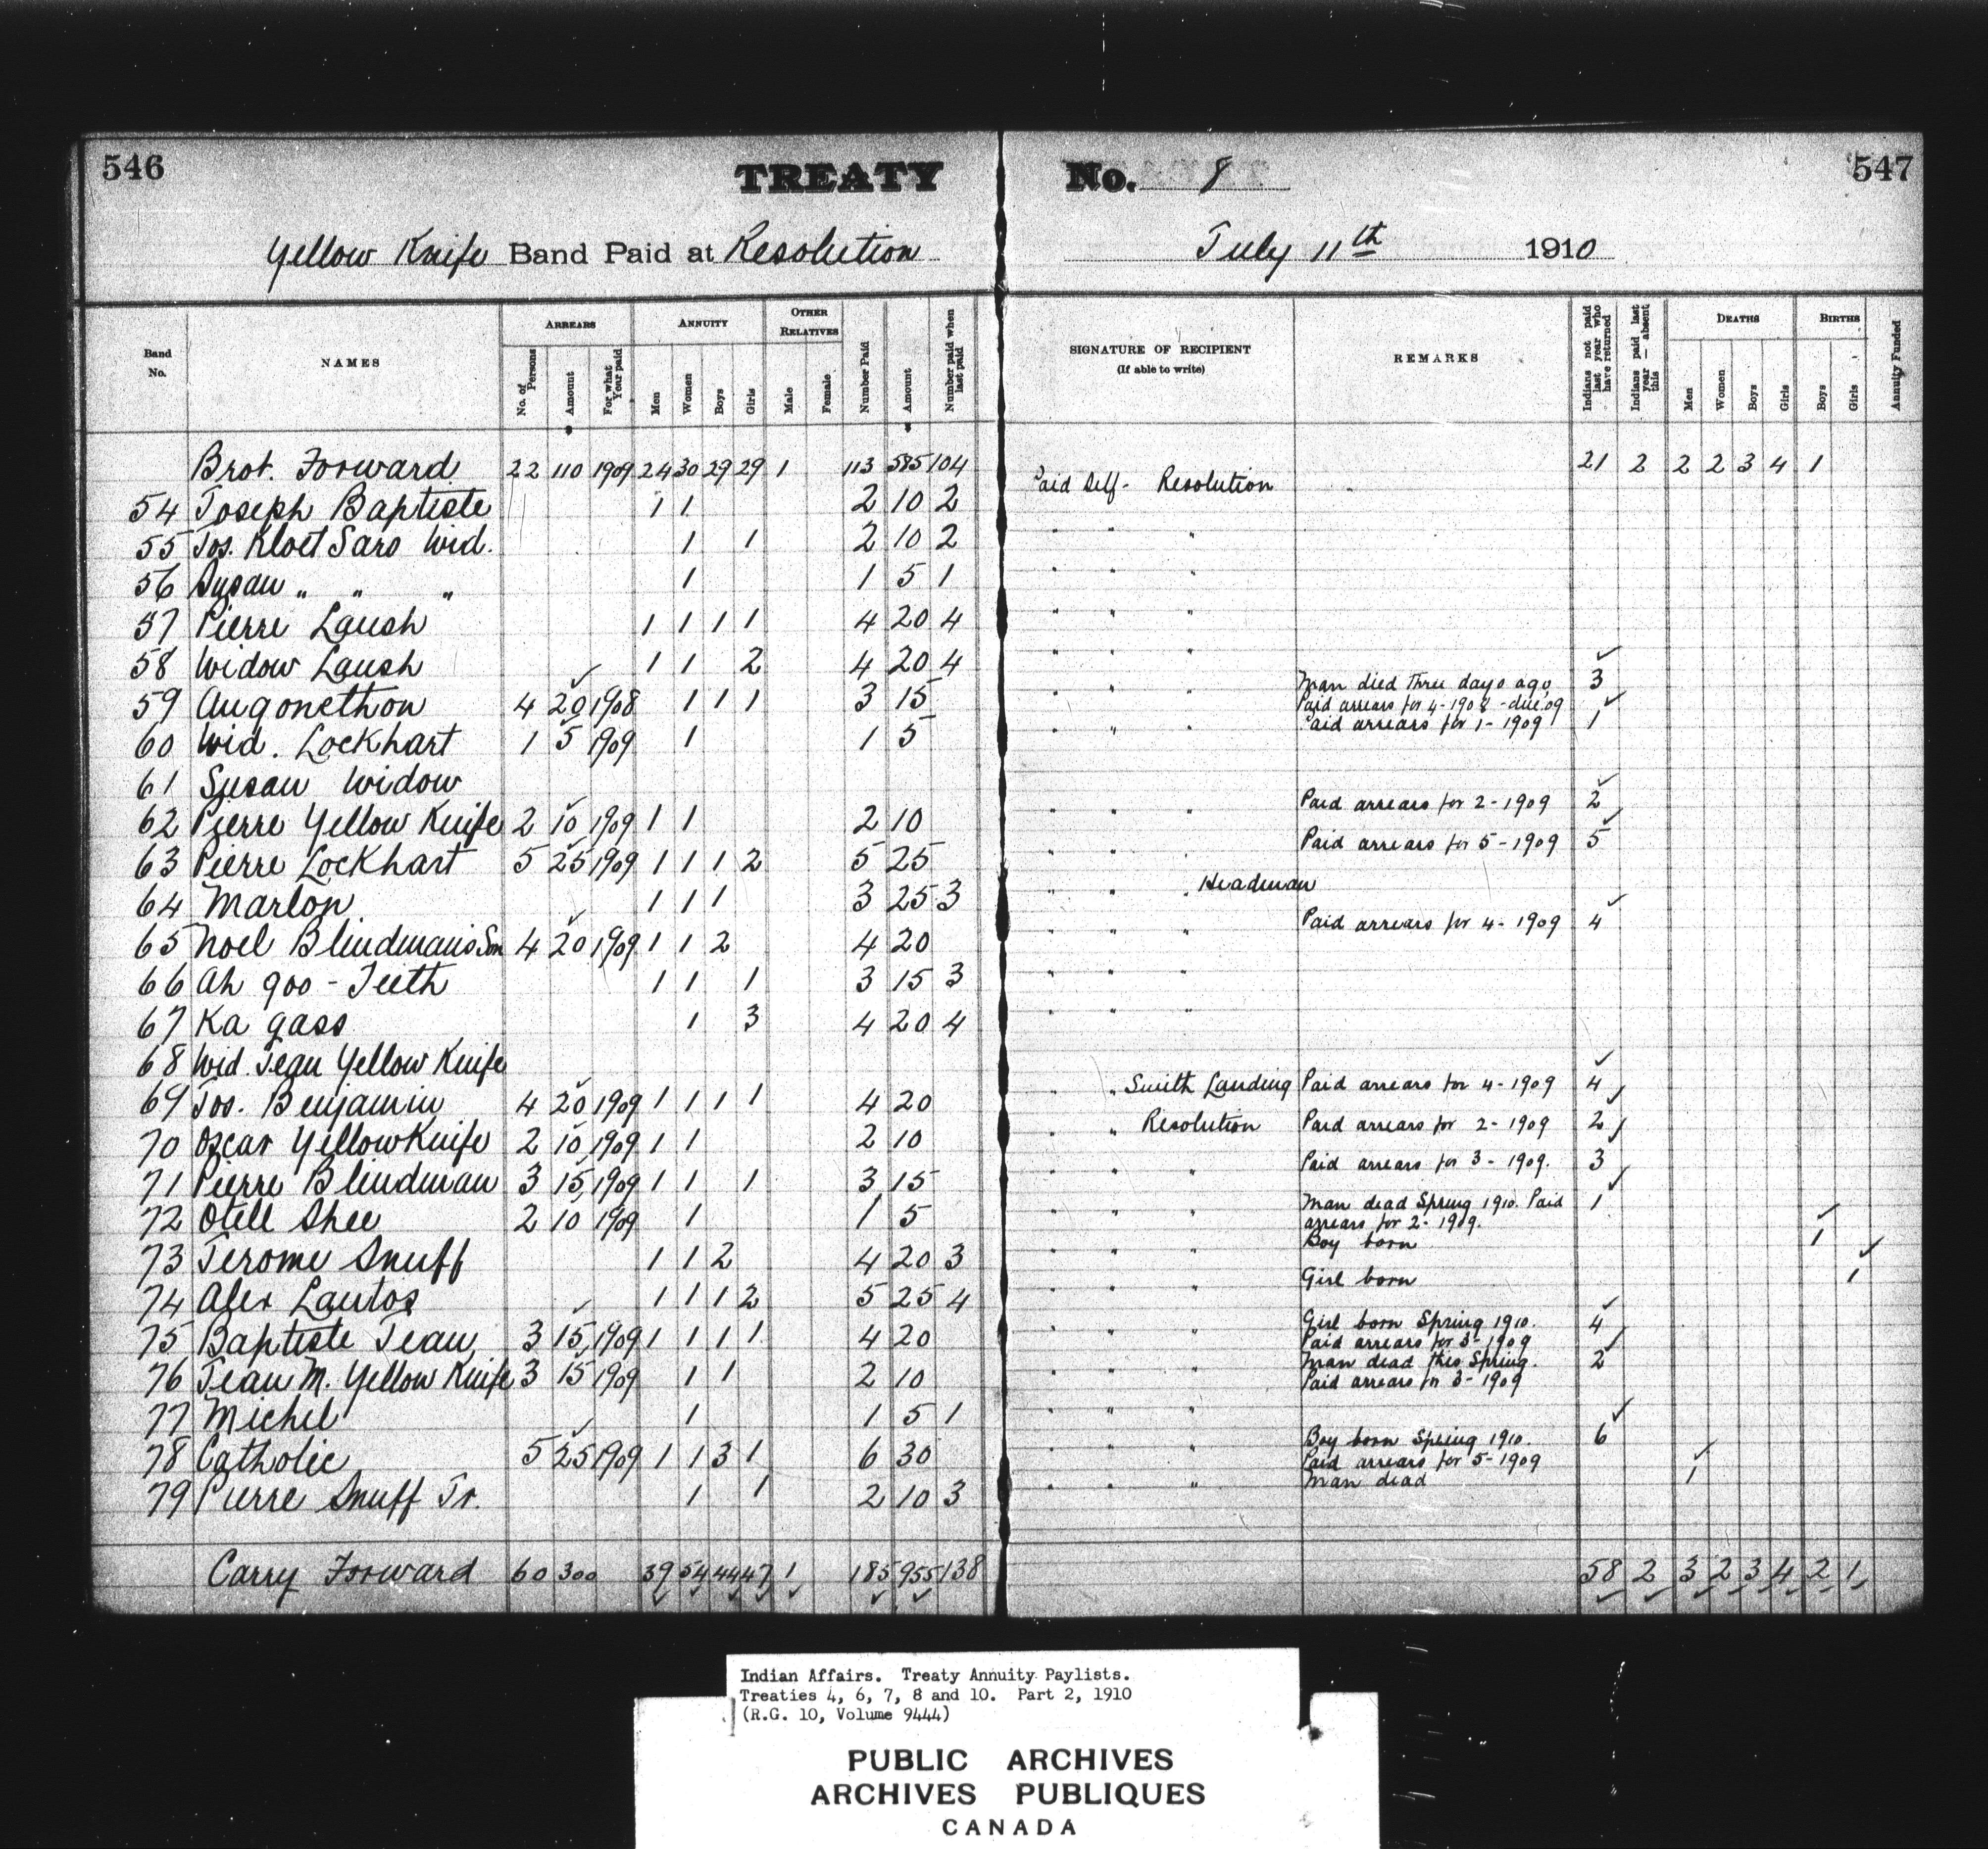 546 TREATY No. 8 547
Yellow Knife Band Paid at Resolution July 11th 1910
Band No. NAMES ARREARS No. of Persons Amount For what Year paid ANNUITY Men Women Boys Girls OTHER RELATIVES Male Female Number Paid Amount Number paid when last paid SIGNATURE OF RECIPIENT (If able to write) REMARKS Indians not paid last year who have returned Indians paid last year — absent this DEATHS Men Women Boys Girls BIRTHS Boys Girls Annuity Funded
Brot. Forward 22 110 1909 24 30 29 29 1 113 585 104 21 2 2 2 3 4 1
54 Joseph Baptiste 1 1 2 10 2 Paid Self - Resolution
55 Jos. Kloet Saro Wid. 1 1 2 10 2 " " "
56 Susan " " " 1 1 5 1 " " "
57 Pierre Laush 1 1 1 1 4 20 4 " " "
58 Widow Laush 1 1 2 4 20 4 " " "
59 Augonethon 4 20 1908 1 1 1 3 15 " " " Man died three days ago, Paid arrears for 4-1908 - due 09 3
60 Wid. Lockhart 1 5 1909 1 1 5 " " " Paid arrears for 1-1909 1
61 Susan Widow
62 Pierre Yellow Knife 2 10 1909 1 1 2 10 " " " Paid arrears for 2-1909 2
63 Pierre Lockhart 5 25 1909 1 1 1 2 5 25 " " " Paid arrears for 5-1909 5
64 Marlon 1 1 1 3 25 3 " " " Headman
65 Noel Blindman's Son 4 20 1909 1 1 2 4 20 " " " Paid arrears for 4-1909 4
66 Ah goo - Teeth 1 1 1 3 15 3 " " "
67 Ka gass 1 3 4 20 4 " " "
68 Wid. Jean Yellow Knife
69 Jos. Benjamin 4 20 1909 1 1 1 1 4 20 " " Smith Landing Paid arrears for 4-1909 4
70 Oscar Yellow Knife 2 10 1909 1 1 2 10 " " Resolution Paid arrears for 2-1909 2
71 Pierre Blindman 3 15 1909 1 1 1 3 15 " " " Paid arrears for 3-1909. 3
72 Otell Shee 2 10 1909 1 1 5 " " " Man dead Spring 1910. Paid arrears for 2-1909. 1
73 Jerome Snuff 1 1 2 4 20 3 " " " Boy born 1
74 Alex Lautos 1 1 1 2 5 25 4 " " " Girl born 1
75 Baptiste Jean 3 15 1909 1 1 1 1 4 20 " " " Girl born Spring 1910. Paid arrears for 3-1909 4
76 Jean M. Yellow Knife 3 15 1909 1 1 2 10 " " " Man dead this Spring. Paid arrears for 3-1909 2
77 Michel 1 1 5 1 " " "
78 Catholic 5 25 1909 1 1 3 1 6 30 " " " Boy born Spring 1910. Paid arrears for 5-1909 6
79 Pierre Snuff Jr. 1 1 2 10 3 " " " Man dead 1
Carry Forward 60 300 39 54 44 47 1 185 955 138 58 2 3 2 3 4 2 1
Indian Affairs. Treaty Annuity Paylists.
Treaties 4, 6, 7, 8 and 10. Part 2, 1910
(R.G. 10, Volume 9444)
PUBLIC ARCHIVES
ARCHIVES PUBLIQUES
CANADA